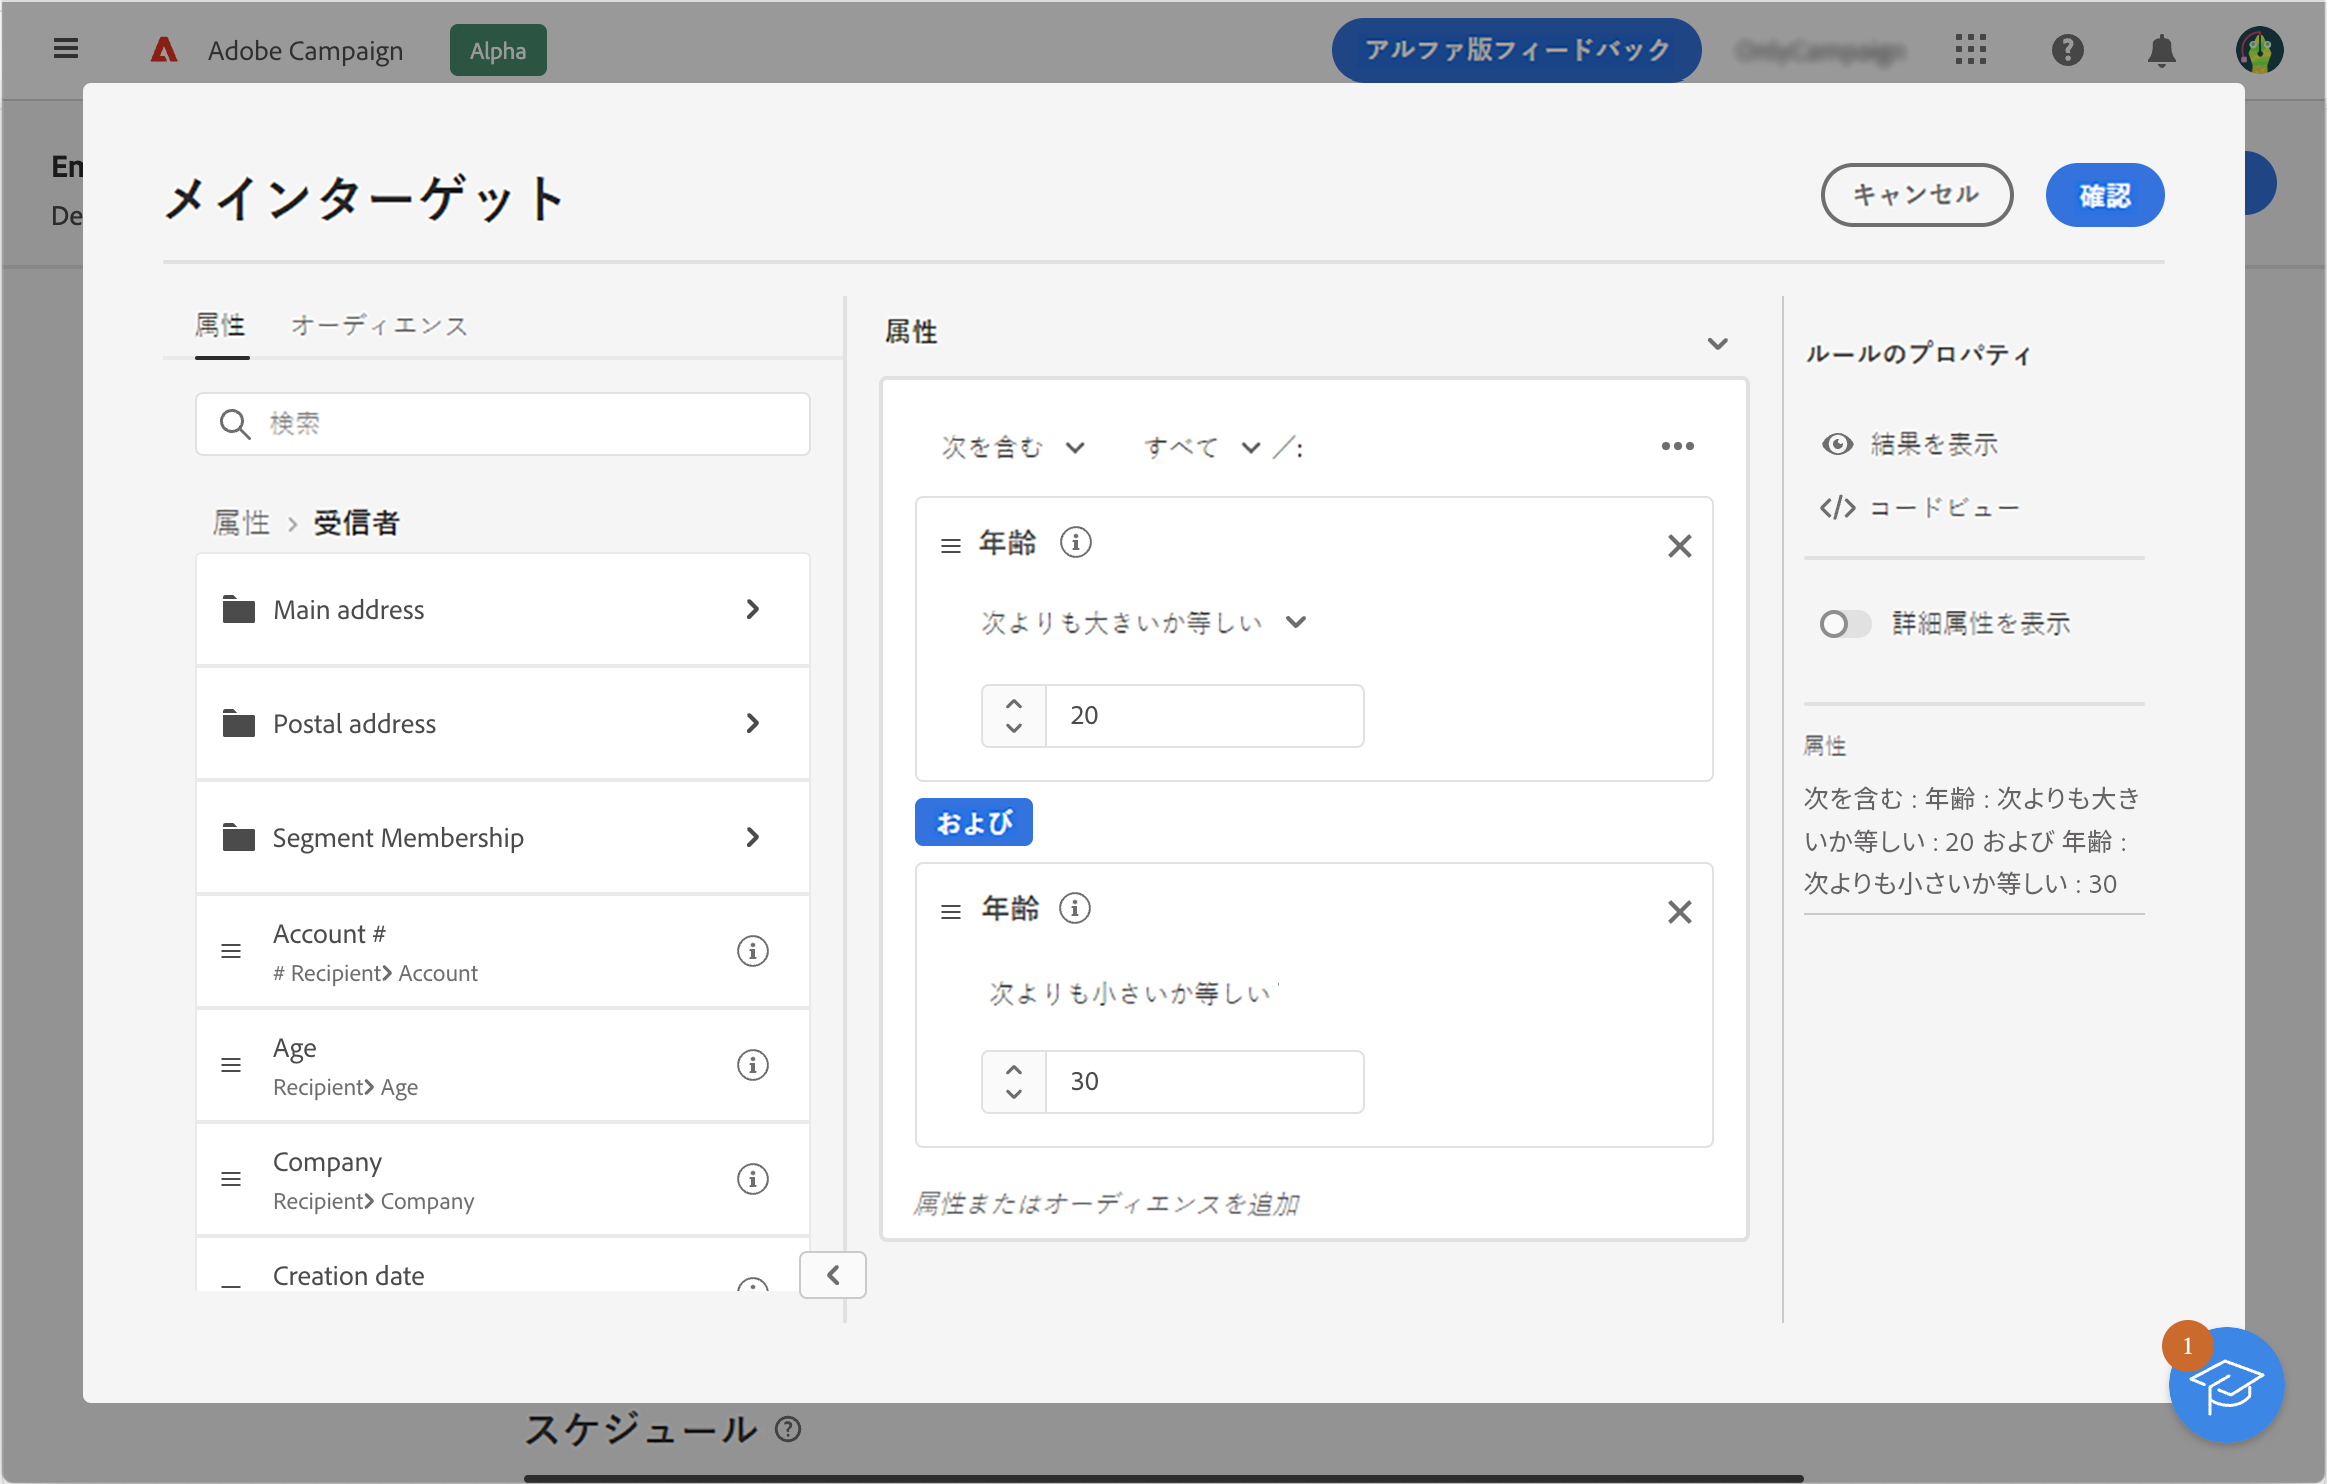 Adobe Campaign
Alpha
アルファ版フィードバック
Em
De
メインターゲット
キャンセル
確認
属性
オーディエンス
検索
属性 > 受信者
Main address
Postal address
Segment Membership
Account #
# Recipient> Account
Age
Recipient> Age
Company
Recipient> Company
Creation date
属性
次を含む
すべて
／:
年齢
次よりも大きいか等しい
20
および
年齢
次よりも小さいか等しい
30
属性またはオーディエンスを追加
ルールのプロパティ
結果を表示
コードビュー
詳細属性を表示
属性
次を含む : 年齢 : 次よりも大き
いか等しい : 20 および 年齢 :
次よりも小さいか等しい : 30
1
スケジュール